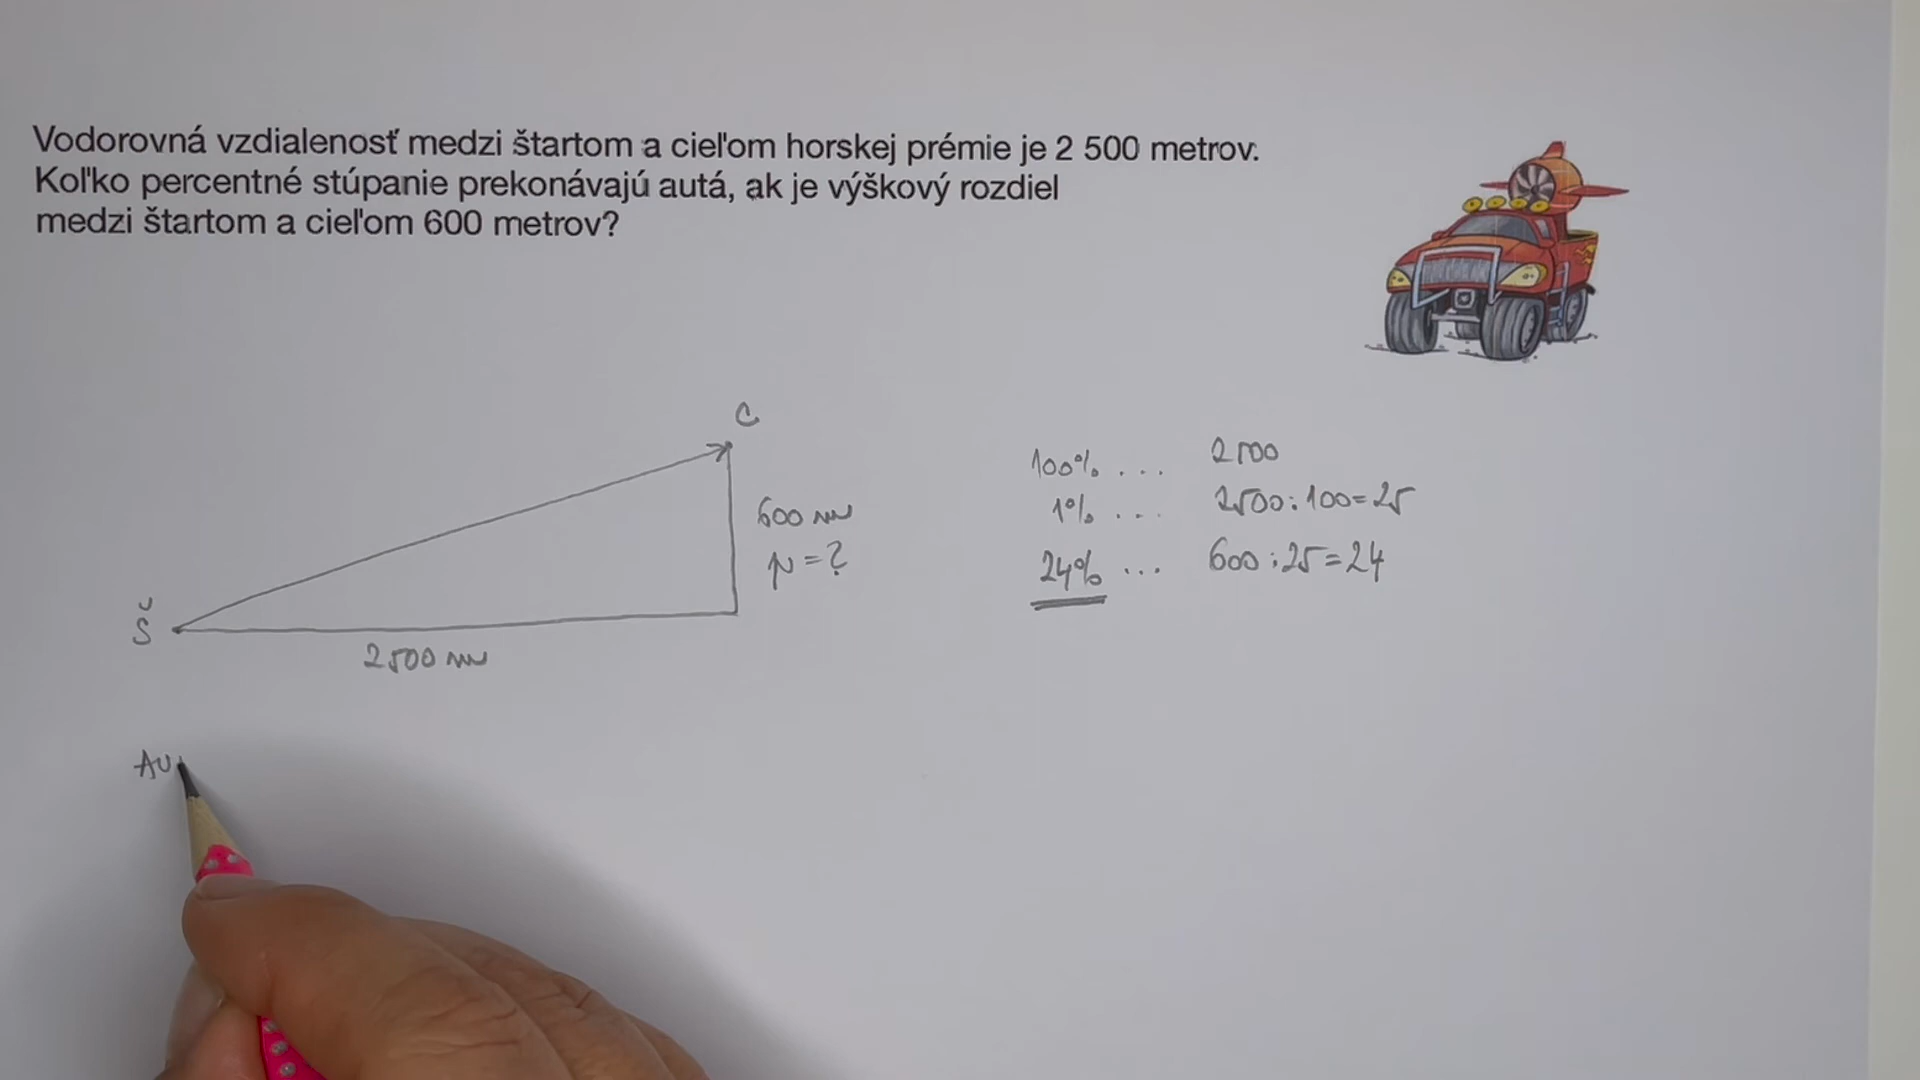 Vodorovná vzdialenosť medzi štartom a cieľom horskej prémie je 2 500 metrov.
Koľko percentné stúpanie prekonávajú autá, ak je výškový rozdiel
medzi štartom a cieľom 600 metrov?
C
600 m
p = ?
Š
2500 m
100% ... 2500
1% ... 2500:100=25
24% ... 600:25=24
AU